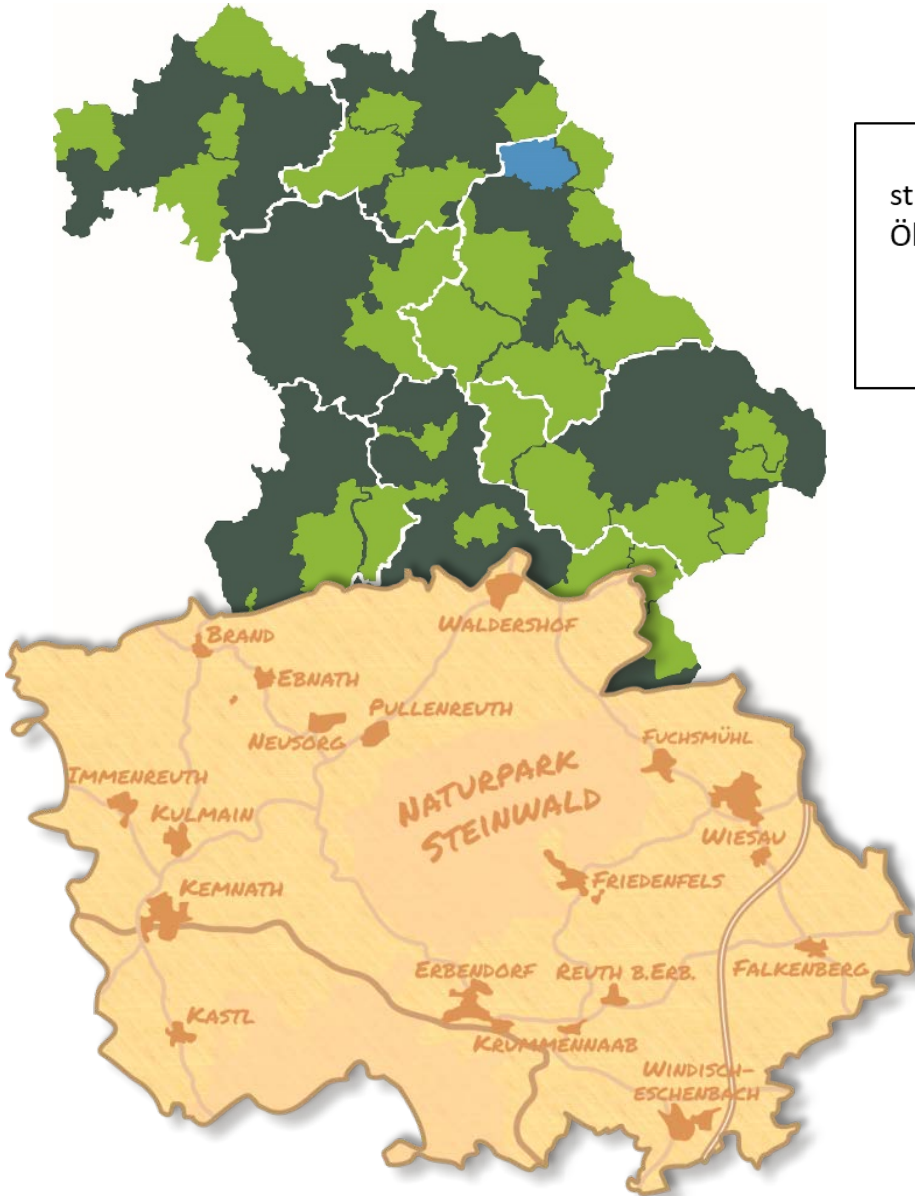 st
Öl
WALDERSHOF
BRAND
EBNATH
PULLENREUTH
NEUSORG
FUCHSMÜHL
IMMENREUTH
NATURPARK
STEINWALD
KULMAIN
WIESAU
KEMNATH
FRIEDENFELS
ERBENDORF
REUTH B.ERB.
FALKENBERG
KASTL
KRUMMENNAAB
WINDISCH-
ESCHENBACH